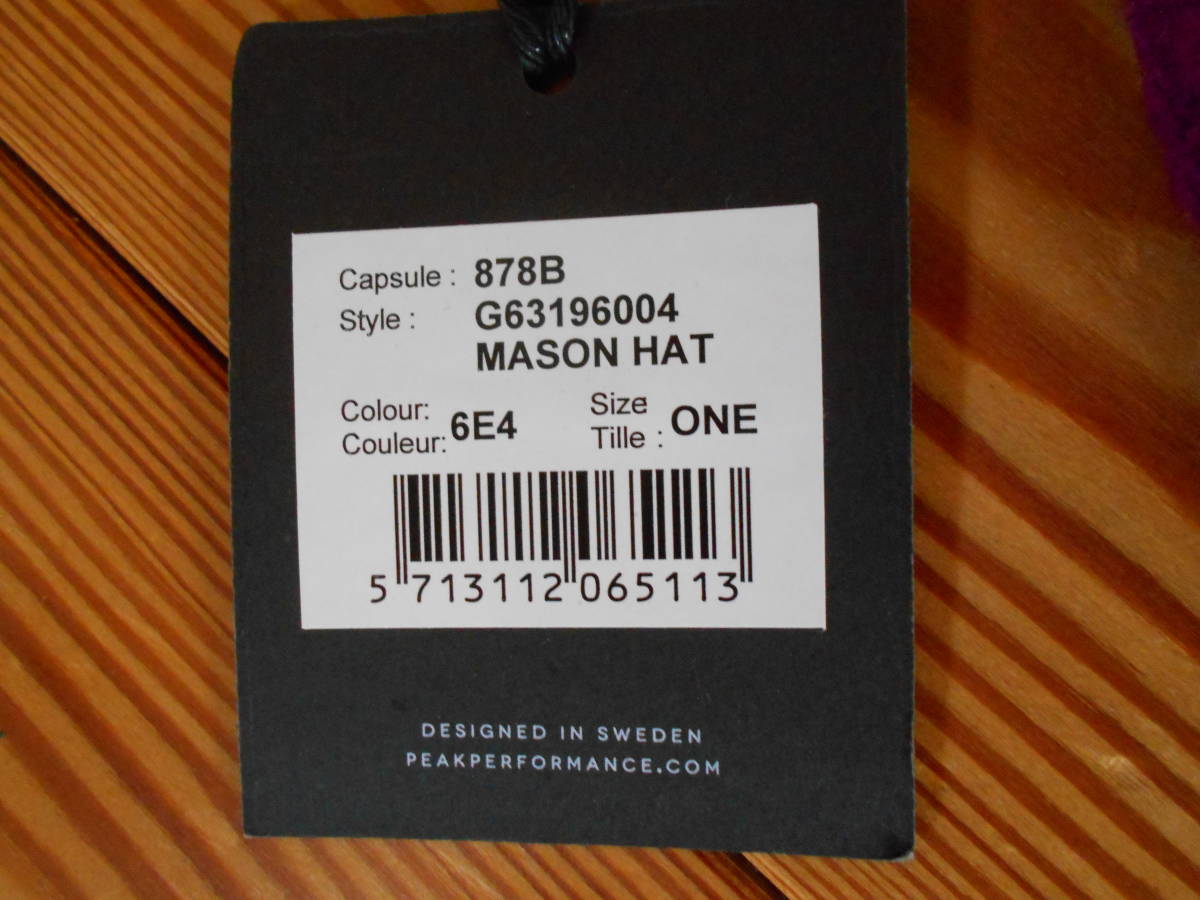 Capsule : 878B
Style : G63196004
MASON HAT
Colour:
Couleur: 6E4
Size
Tille : ONE
5 713112 065113
DESIGNED IN SWEDEN
PEAKPERFORMANCE.COM